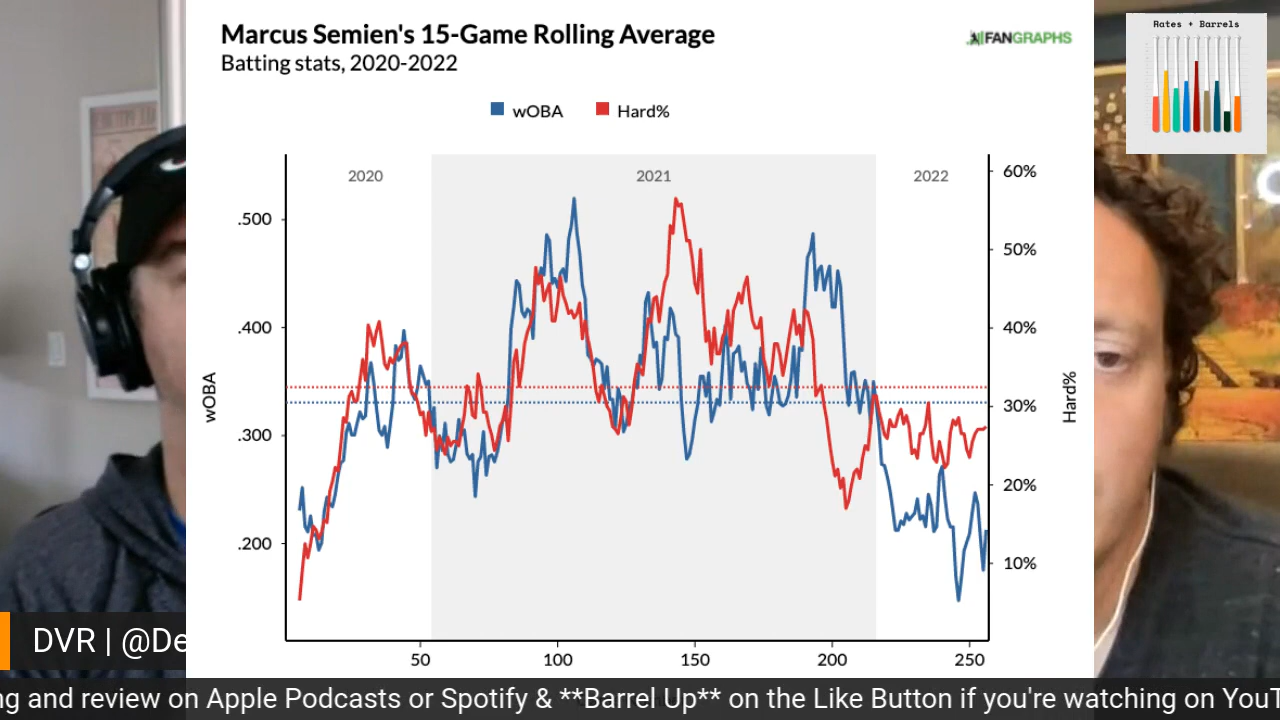 Marcus Semien's 15-Game Rolling Average
Batting stats, 2020-2022
FANGRAPHS
Rates + Barrels
wOBA
Hard%
2020
2021
2022
60%
.500
50%
.400
40%
wOBA
Hard%
30%
.300
20%
.200
10%
50
100
150
200
250
DVR | @De
ng and review on Apple Podcasts or Spotify & **Barrel Up** on the Like Button if you're watching on YouT